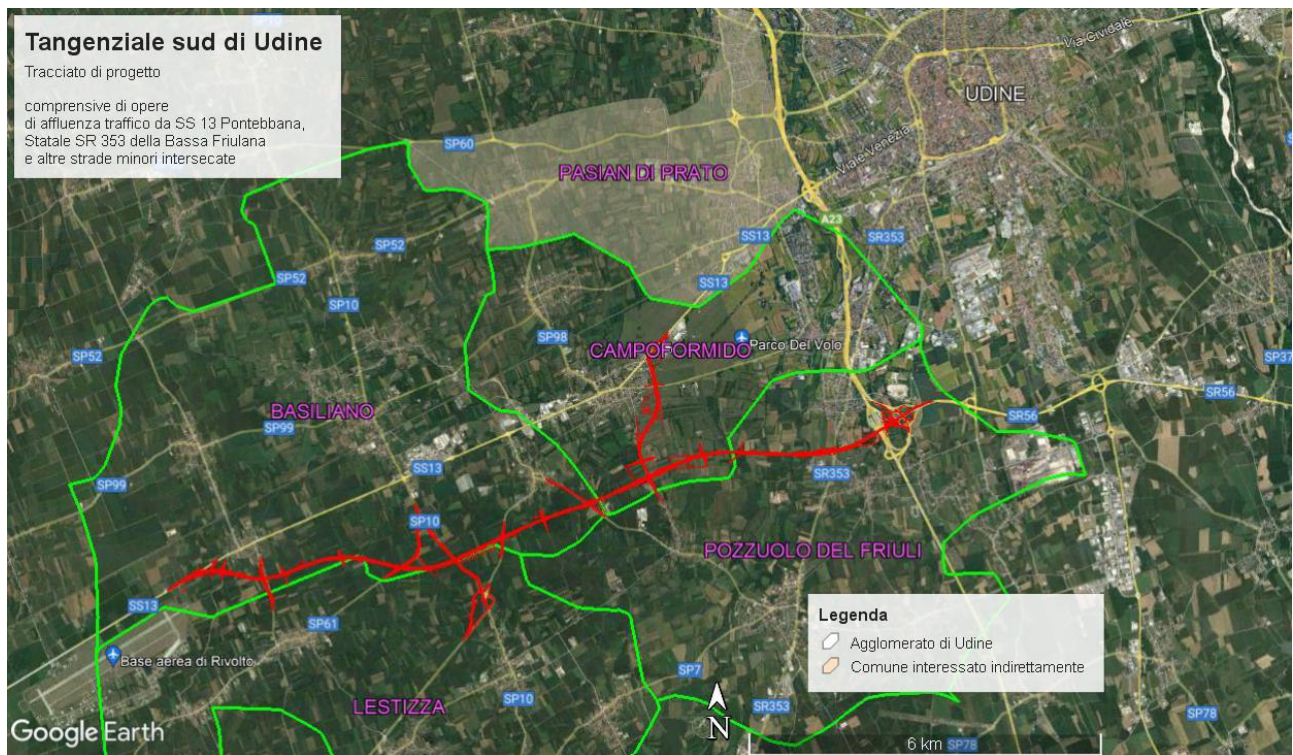 Tangenziale sud di Udine
Tracciato di progetto
comprensive di opere
di affluenza traffico da SS 13 Pontebbana,
Statale SR 353 della Bassa Friulana
e altre strade minori intersecate
SP10
Via Cividale
UDINE
Viale Venezia
SP60
PASIAN DI PRATO
A23
SS13
SR353
SP52
SP52
SS13
SP10
SP98
Parco Del Volo
CAMPOFORMIDO
SP52
SP37
SR56
BASILIANO
SR56
SP99
SS13
SR353
SP99
SP10
POZZUOLO DEL FRIULI
SS13
SP61
Base aerea di Rivolto
Legenda
Agglomerato di Udine
Comune interessato indirettamente
SP7
SP10
LESTIZZA
SR353
N
SP78
Google Earth
6 km
SP78